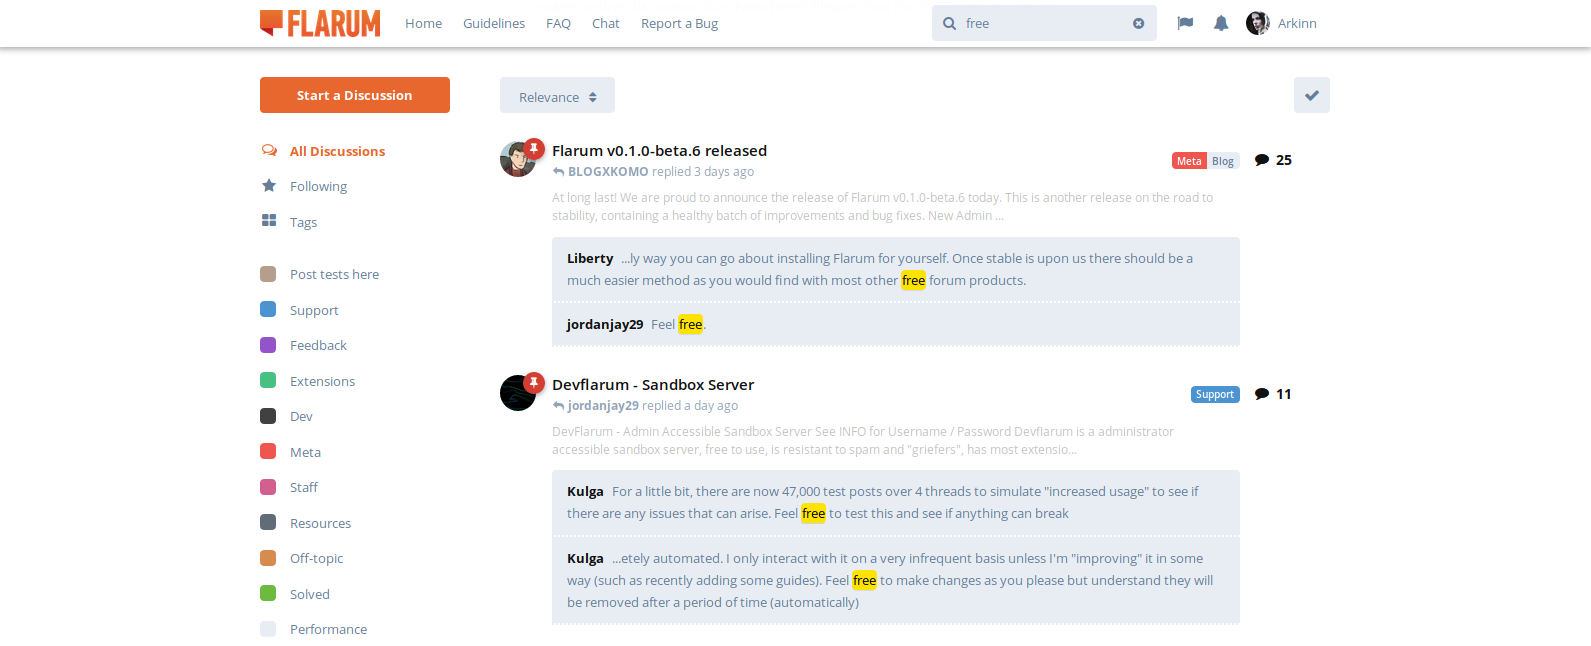 FLARUM Home Guidelines FAQ Chat Report a Bug free Arkinn
Start a Discussion
Relevance
All Discussions
Following
Tags
Post tests here
Support
Feedback
Extensions
Dev
Meta
Staff
Resources
Off-topic
Solved
Performance
Flarum v0.1.0-beta.6 released
Meta Blog 25
BLOGXKOMO replied 3 days ago
At long last! We are proud to announce the release of Flarum v0.1.0-beta.6 today. This is another release on the road to
stability, containing a healthy batch of improvements and bug fixes. New Admin ...
Liberty ...ly way you can go about installing Flarum for yourself. Once stable is upon us there should be a
much easier method as you would find with most other free forum products.
jordanjay29 Feel free.
Devflarum - Sandbox Server
Support 11
jordanjay29 replied a day ago
DevFlarum - Admin Accessible Sandbox Server See INFO for Username / Password Devflarum is a administrator
accessible sandbox server, free to use, is resistant to spam and "griefers", has most extensio...
Kulga For a little bit, there are now 47,000 test posts over 4 threads to simulate "increased usage" to see if
there are any issues that can arise. Feel free to test this and see if anything can break
Kulga ...etely automated. I only interact with it on a very infrequent basis unless I'm "improving" it in some
way (such as recently adding some guides). Feel free to make changes as you please but understand they will
be removed after a period of time (automatically)